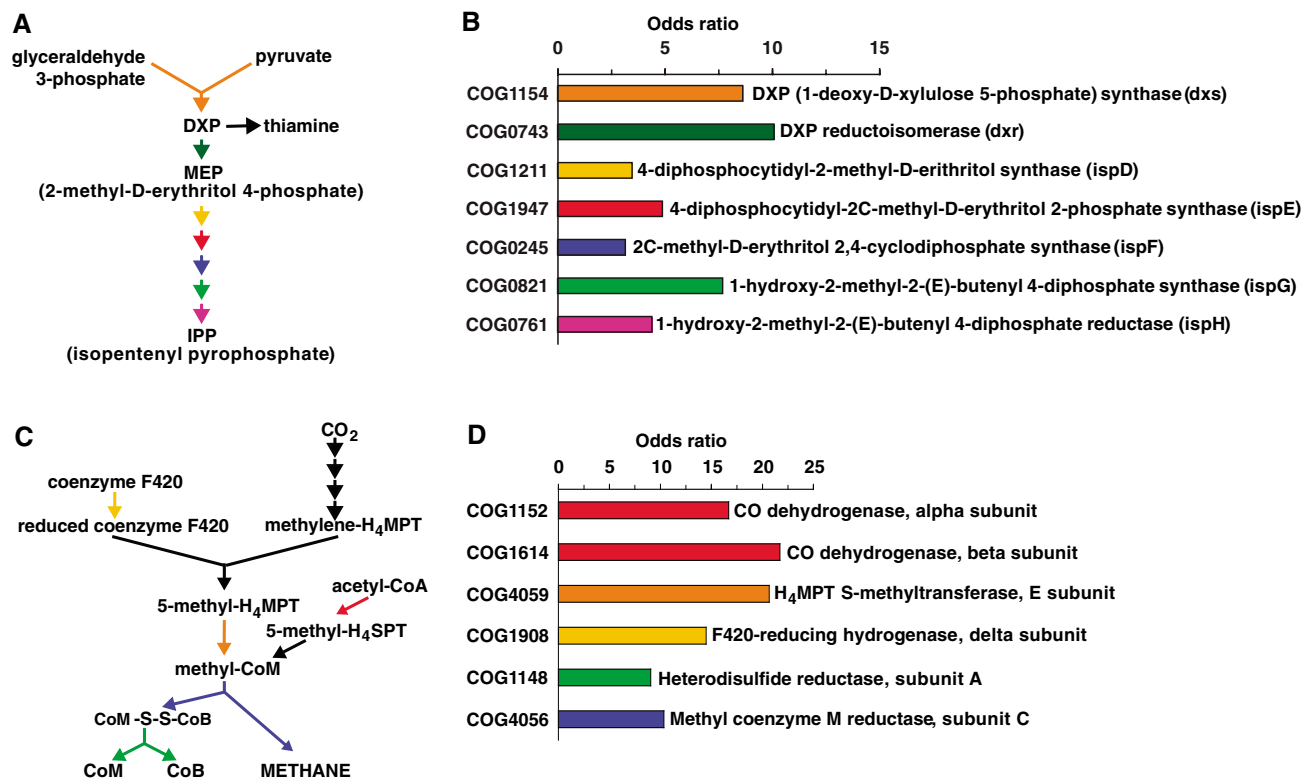 A
glyceraldehyde
3-phosphate
pyruvate
DXP
thiamine
MEP
(2-methyl-D-erythritol 4-phosphate)
IPP
(isopentenyl pyrophosphate)
B
Odds ratio
0 5 10 15
COG1154 DXP (1-deoxy-D-xylulose 5-phosphate) synthase (dxs)
COG0743 DXP reductoisomerase (dxr)
COG1211 4-diphosphocytidyl-2-methyl-D-erithritol synthase (ispD)
COG1947 4-diphosphocytidyl-2C-methyl-D-erythritol 2-phosphate synthase (ispE)
COG0245 2C-methyl-D-erythritol 2,4-cyclodiphosphate synthase (ispF)
COG0821 1-hydroxy-2-methyl-2-(E)-butenyl 4-diphosphate synthase (ispG)
COG0761 1-hydroxy-2-methyl-2-(E)-butenyl 4-diphosphate reductase (ispH)
C
CO2
coenzyme F420
reduced coenzyme F420
methylene-H4MPT
acetyl-CoA
5-methyl-H4MPT
5-methyl-H4SPT
methyl-CoM
CoM -S-S-CoB
CoM
CoB
METHANE
D
Odds ratio
0 5 10 15 20 25
COG1152 CO dehydrogenase, alpha subunit
COG1614 CO dehydrogenase, beta subunit
COG4059 H4MPT S-methyltransferase, E subunit
COG1908 F420-reducing hydrogenase, delta subunit
COG1148 Heterodisulfide reductase, subunit A
COG4056 Methyl coenzyme M reductase, subunit C